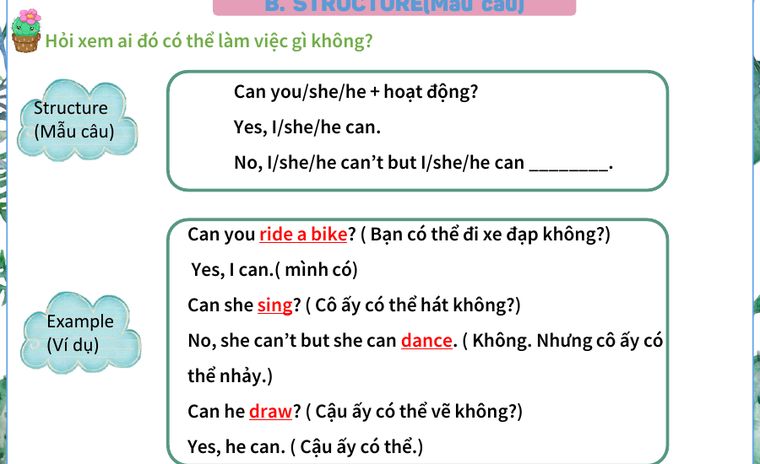 B. STRUCTURE(Mẫu câu)
Hỏi xem ai đó có thể làm việc gì không?
Structure
(Mẫu câu)
Can you/she/he + hoạt động?
Yes, I/she/he can.
No, I/she/he can’t but I/she/he can ________.
Example
(Ví dụ)
Can you ride a bike? ( Bạn có thể đi xe đạp không?)
Yes, I can.( mình có)
Can she sing? ( Cô ấy có thể hát không?)
No, she can’t but she can dance. ( Không. Nhưng cô ấy có
thể nhảy.)
Can he draw? ( Cậu ấy có thể vẽ không?)
Yes, he can. ( Cậu ấy có thể.)